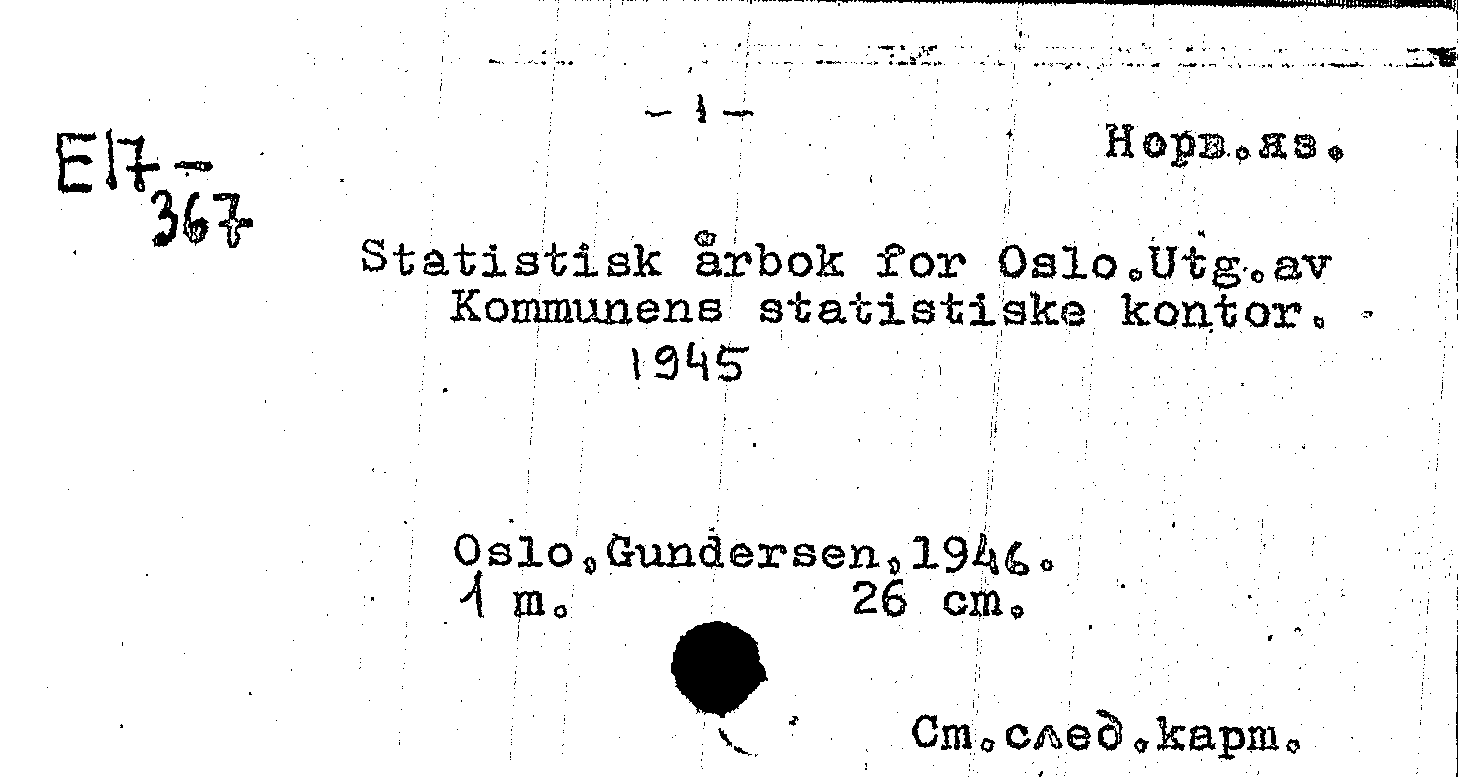 - 1 -
Норв.яз.
E17-
367
Statistisk årbok for Oslo.Utg.av
Kommunens statistiske kontor.
1945
Oslo,Gundersen,1946.
1 m. 26 cm.
Cm.след.карт.